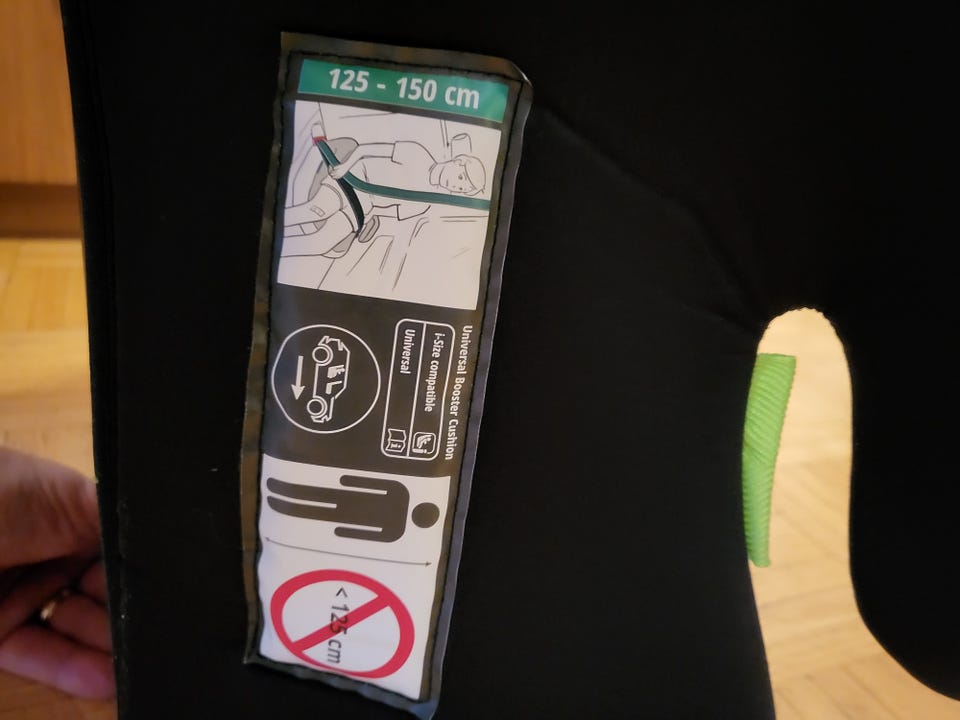 125 - 150 cm
Universal Booster Cushion
i-Size compatible
Universal
< 125 cm